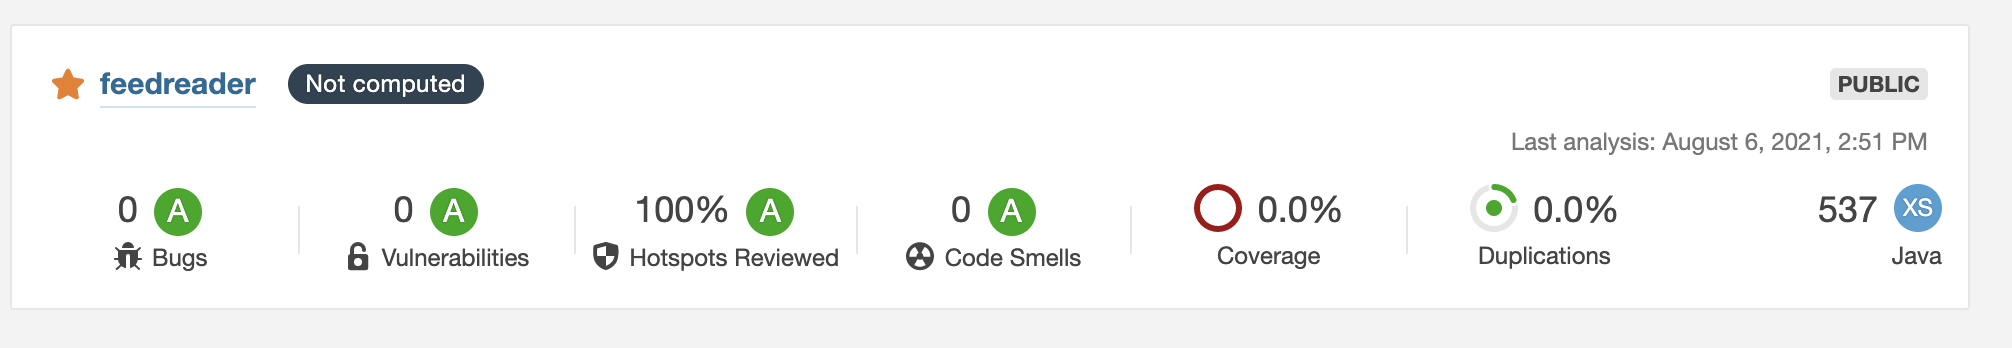 feedreader Not computed PUBLIC
Last analysis: August 6, 2021, 2:51 PM
0 A 0 A 100% A 0 A 0.0% 0.0% 537 XS
Bugs Vulnerabilities Hotspots Reviewed Code Smells Coverage Duplications Java